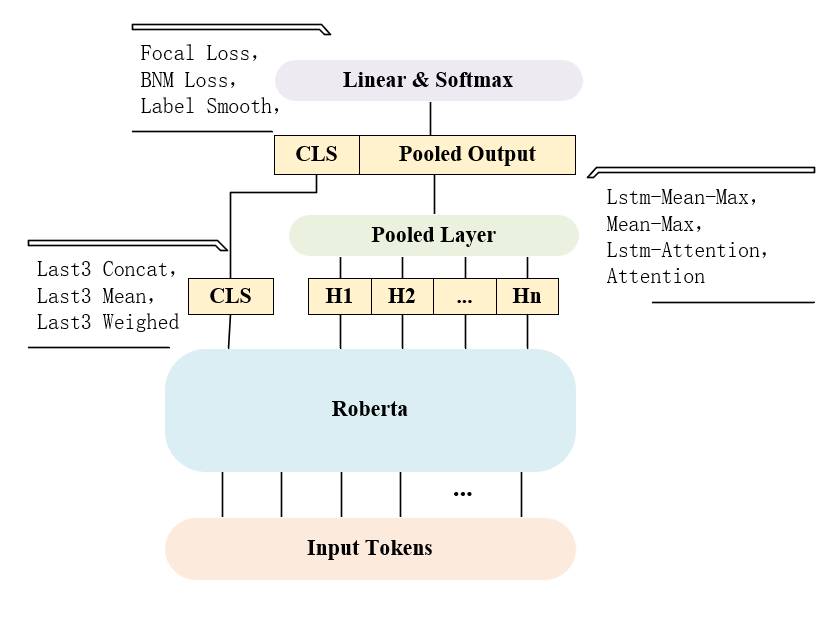 Focal Loss,
BNM Loss,
Label Smooth,
Linear & Softmax
CLS
Pooled Output
Lstm-Mean-Max,
Mean-Max,
Lstm-Attention,
Attention
Pooled Layer
Last3 Concat,
Last3 Mean,
Last3 Weighed
CLS
H1
H2
...
Hn
Roberta
...
Input Tokens